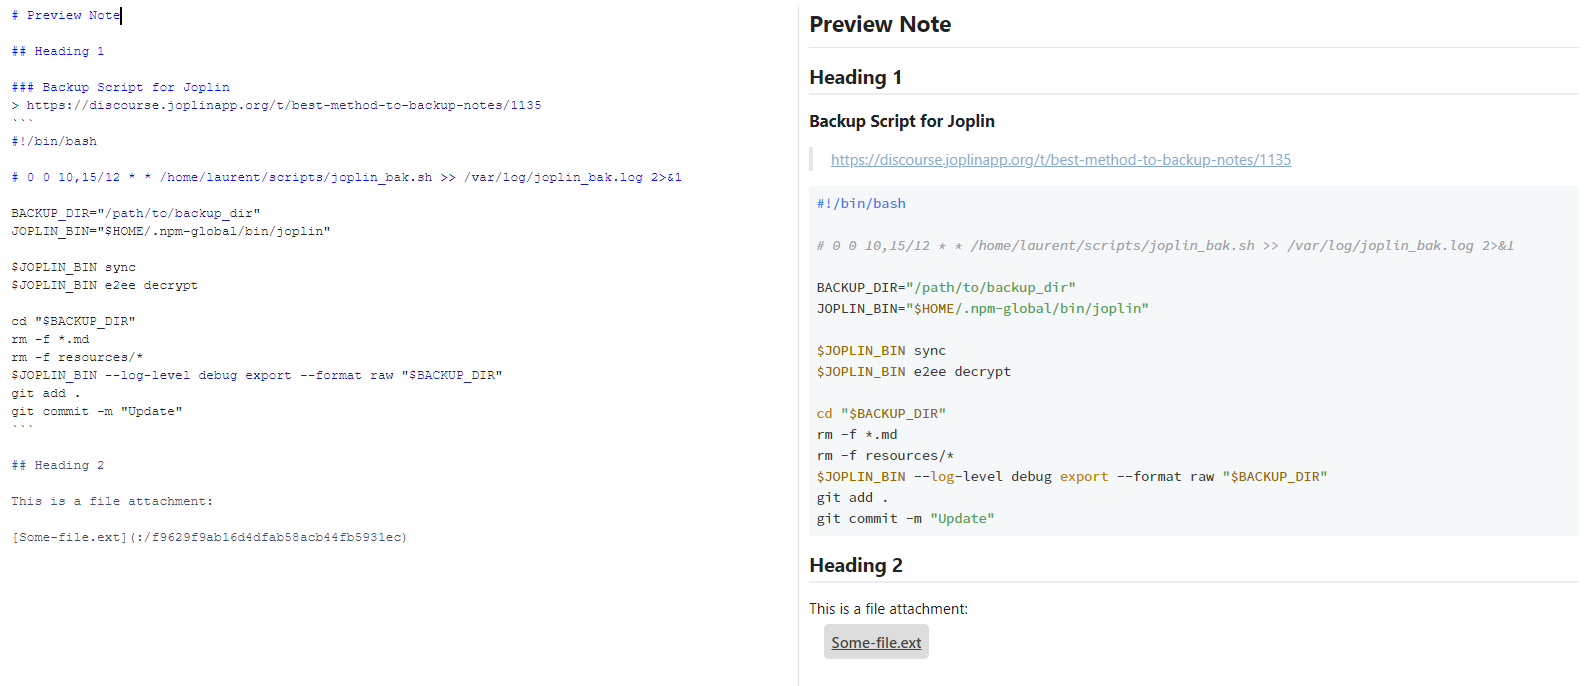 # Preview Note
## Heading 1
### Backup Script for Joplin
> https://discourse.joplinapp.org/t/best-method-to-backup-notes/1135
```
#!/bin/bash
# 0 0 10,15/12 * * /home/laurent/scripts/joplin_bak.sh >> /var/log/joplin_bak.log 2>&1
BACKUP_DIR="/path/to/backup_dir"
JOPLIN_BIN="$HOME/.npm-global/bin/joplin"
$JOPLIN_BIN sync
$JOPLIN_BIN e2ee decrypt
cd "$BACKUP_DIR"
rm -f *.md
rm -f resources/*
$JOPLIN_BIN --log-level debug export --format raw "$BACKUP_DIR"
git add .
git commit -m "Update"
```
## Heading 2
This is a file attachment:
[Some-file.ext](:/f9629f9ab16d4dfab58acb44fb5931ec)
Preview Note
Heading 1
Backup Script for Joplin
https://discourse.joplinapp.org/t/best-method-to-backup-notes/1135
#!/bin/bash
# 0 0 10,15/12 * * /home/laurent/scripts/joplin_bak.sh >> /var/log/joplin_bak.log 2>&1
BACKUP_DIR="/path/to/backup_dir"
JOPLIN_BIN="$HOME/.npm-global/bin/joplin"
$JOPLIN_BIN sync
$JOPLIN_BIN e2ee decrypt
cd "$BACKUP_DIR"
rm -f *.md
rm -f resources/*
$JOPLIN_BIN --log-level debug export --format raw "$BACKUP_DIR"
git add .
git commit -m "Update"
Heading 2
This is a file attachment:
Some-file.ext